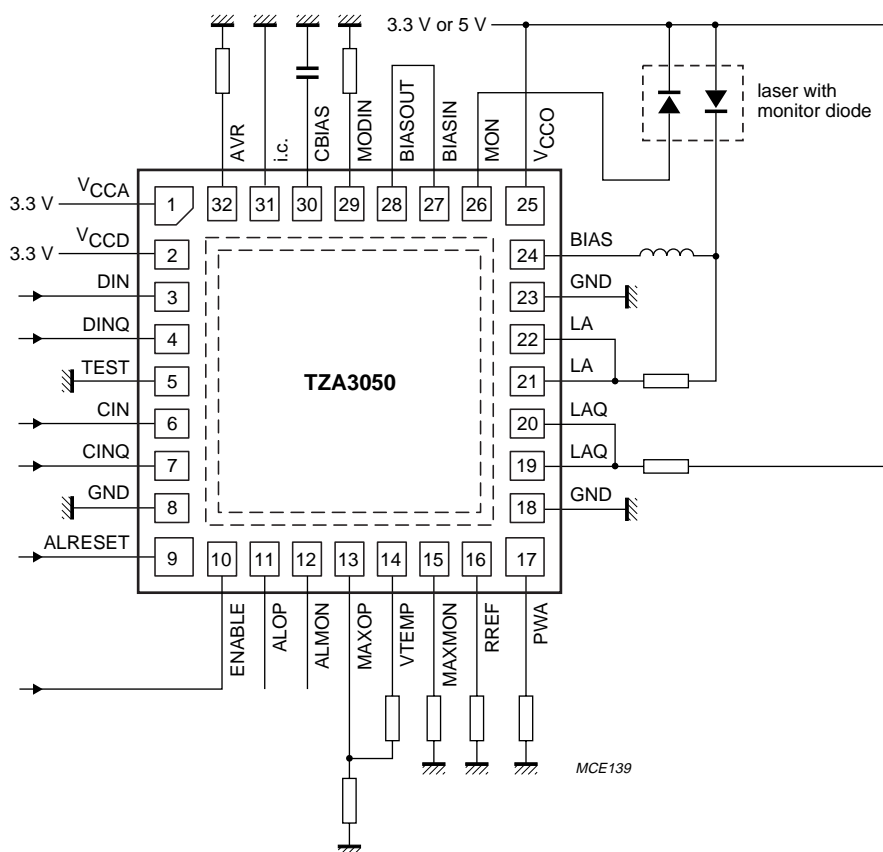 3.3 V or 5 V
laser with
monitor diode
AVR
i.c.
CBIAS
MODIN
BIASOUT
BIASIN
MON
VCCO
VCCA
3.3 V
1
32
31
30
29
28
27
26
25
VCCD
3.3 V
2
24
BIAS
DIN
3
23
GND
DINQ
4
22
LA
TEST
5
TZA3050
21
LA
CIN
6
20
LAQ
CINQ
7
19
LAQ
GND
8
18
GND
ALRESET
9
10
11
12
13
14
15
16
17
ENABLE
ALOP
ALMON
MAXOP
VTEMP
MAXMON
RREF
PWA
MCE139